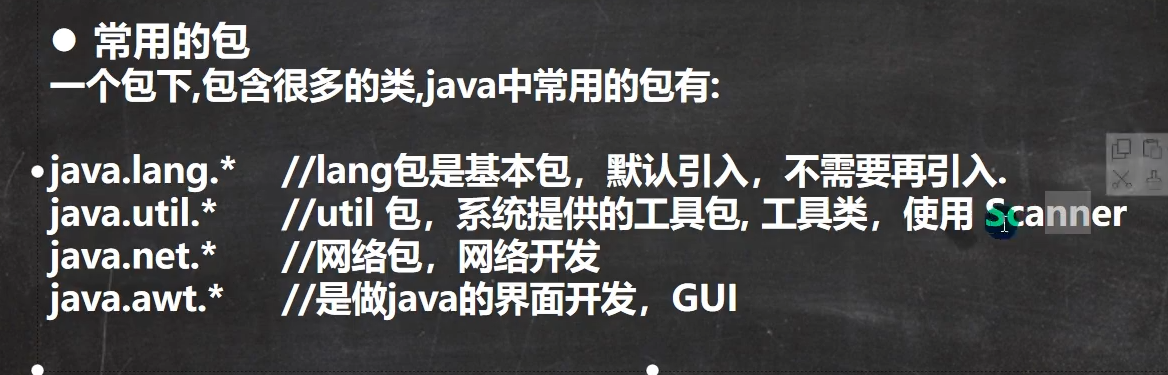 ● 常用的包
一个包下,包含很多的类,java中常用的包有:
java.lang.* //lang包是基本包，默认引入，不需要再引入.
java.util.* //util 包，系统提供的工具包, 工具类，使用 Scanner
java.net.* //网络包，网络开发
java.awt.* //是做java的界面开发，GUI